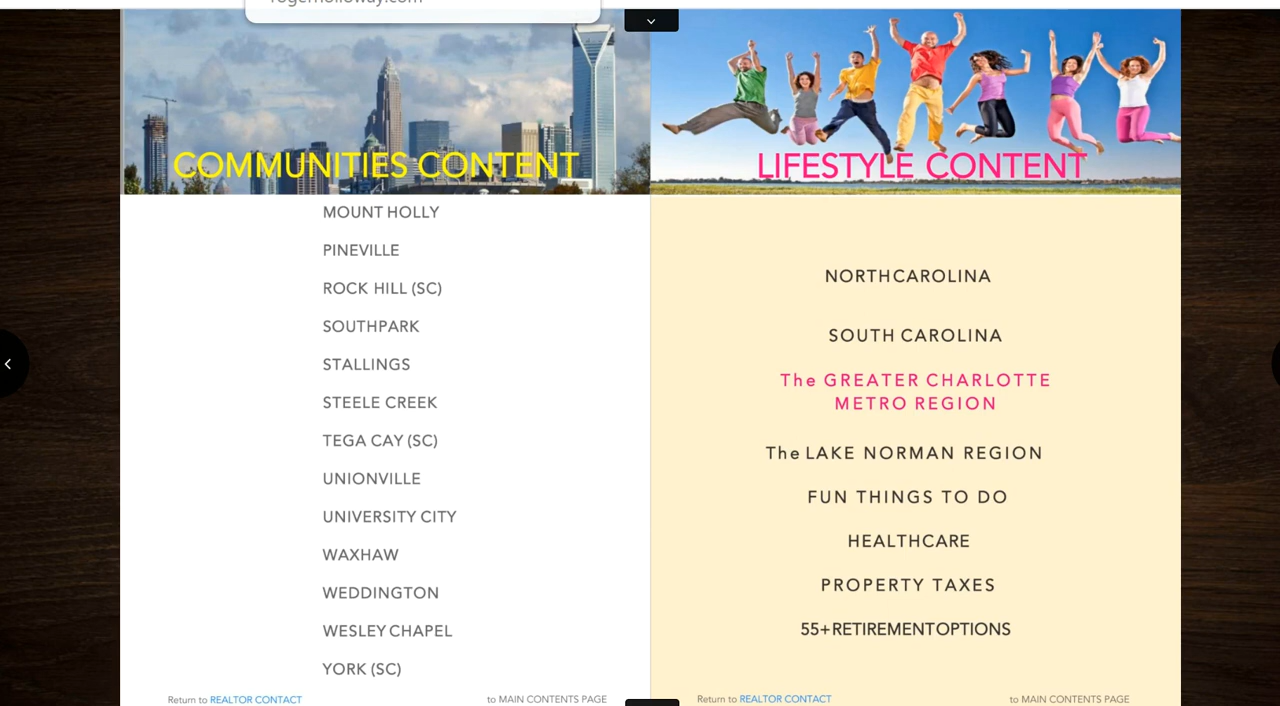 COMMUNITIES CONTENT
MOUNT HOLLY
PINEVILLE
ROCK HILL (SC)
SOUTHPARK
STALLINGS
STEELE CREEK
TEGA CAY (SC)
UNIONVILLE
UNIVERSITY CITY
WAXHAW
WEDDINGTON
WESLEY CHAPEL
YORK (SC)
Return to REALTOR CONTACT
to MAIN CONTENTS PAGE
LIFESTYLE CONTENT
NORTHCAROLINA
SOUTH CAROLINA
The GREATER CHARLOTTE
METRO REGION
The LAKE NORMAN REGION
FUN THINGS TO DO
HEALTHCARE
PROPERTY TAXES
55+RETIREMENTOPTIONS
Return to REALTOR CONTACT
to MAIN CONTENTS PAGE